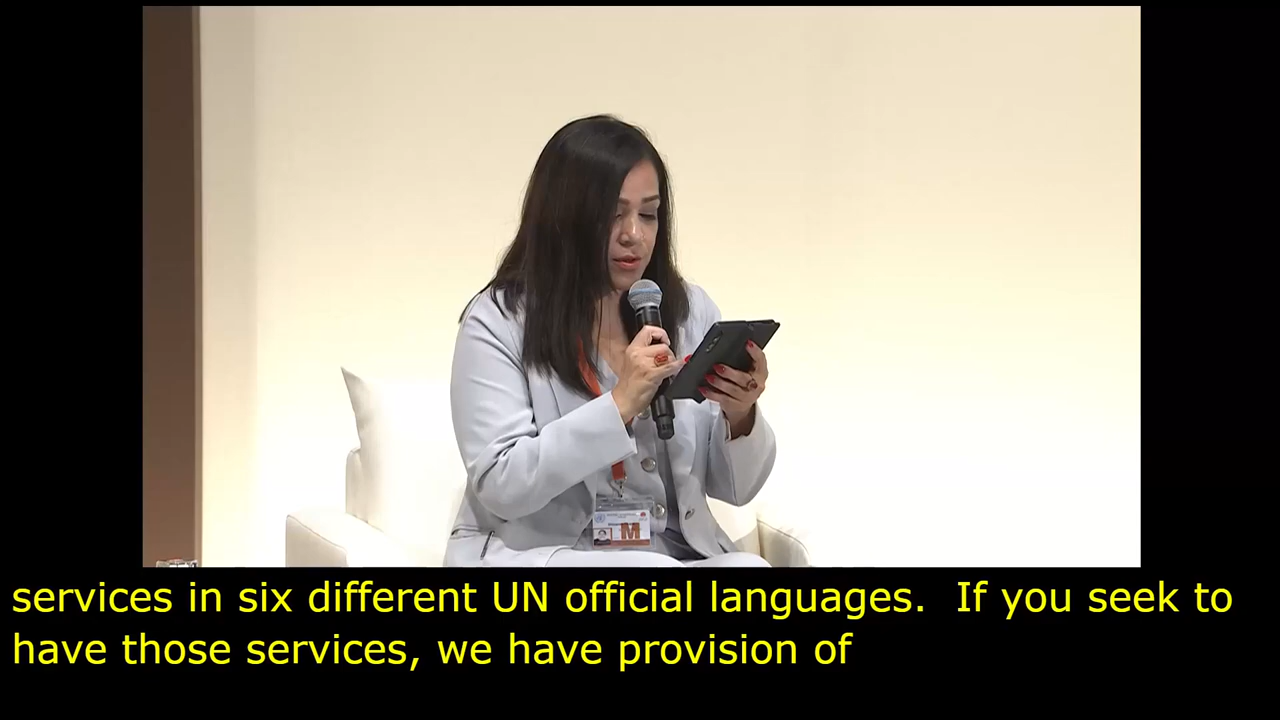 M
services in six different UN official languages.  If you seek to
have those services, we have provision of